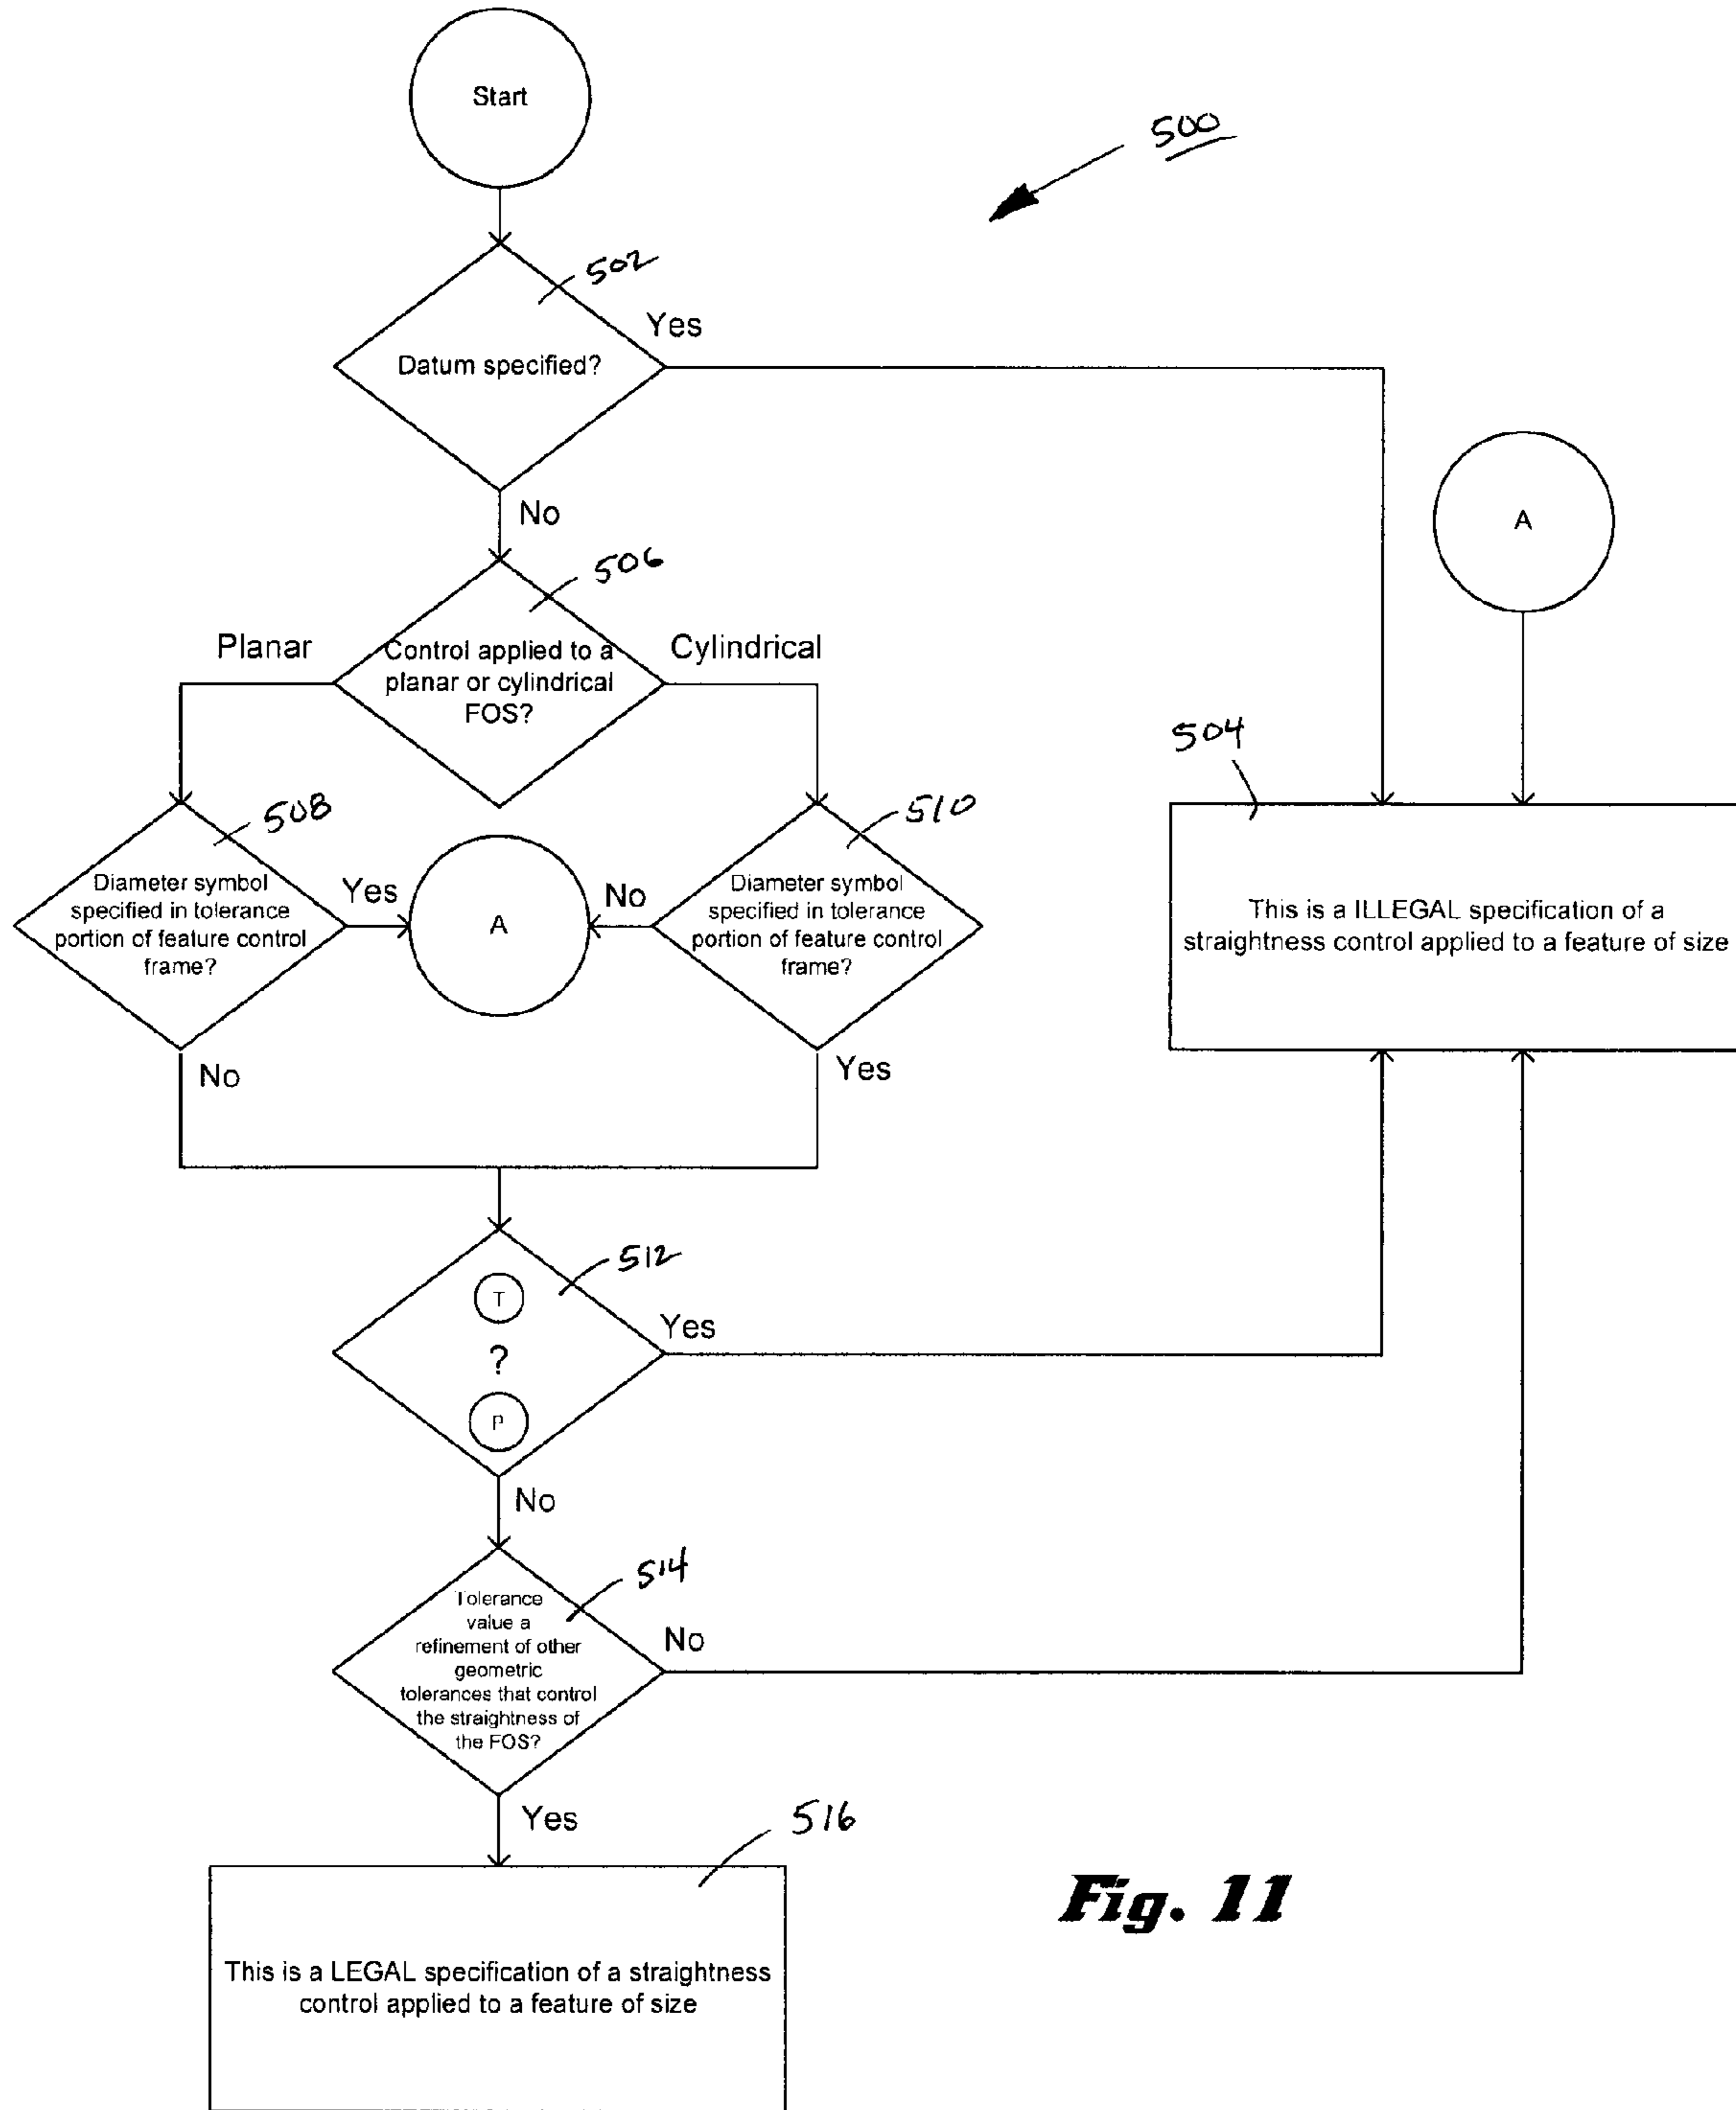 Start
500
502
Yes
Datum specified?
No
A
506
Planar
Cylindrical
Control applied to a
planar or cylindrical
FOS?
504
508
510
Diameter symbol
specified in tolerance
portion of feature control
frame?
Yes
A
No
Diameter symbol
specified in tolerance
portion of feature control
frame?
This is a ILLEGAL specification of a
straightness control applied to a feature of size
No
Yes
512
T
?
P
Yes
No
514
Tolerance
value a
refinement of other
geometric
tolerances that control
the straightness of
the FOS?
No
Yes
516
This is a LEGAL specification of a straightness
control applied to a feature of size
Fig. 11